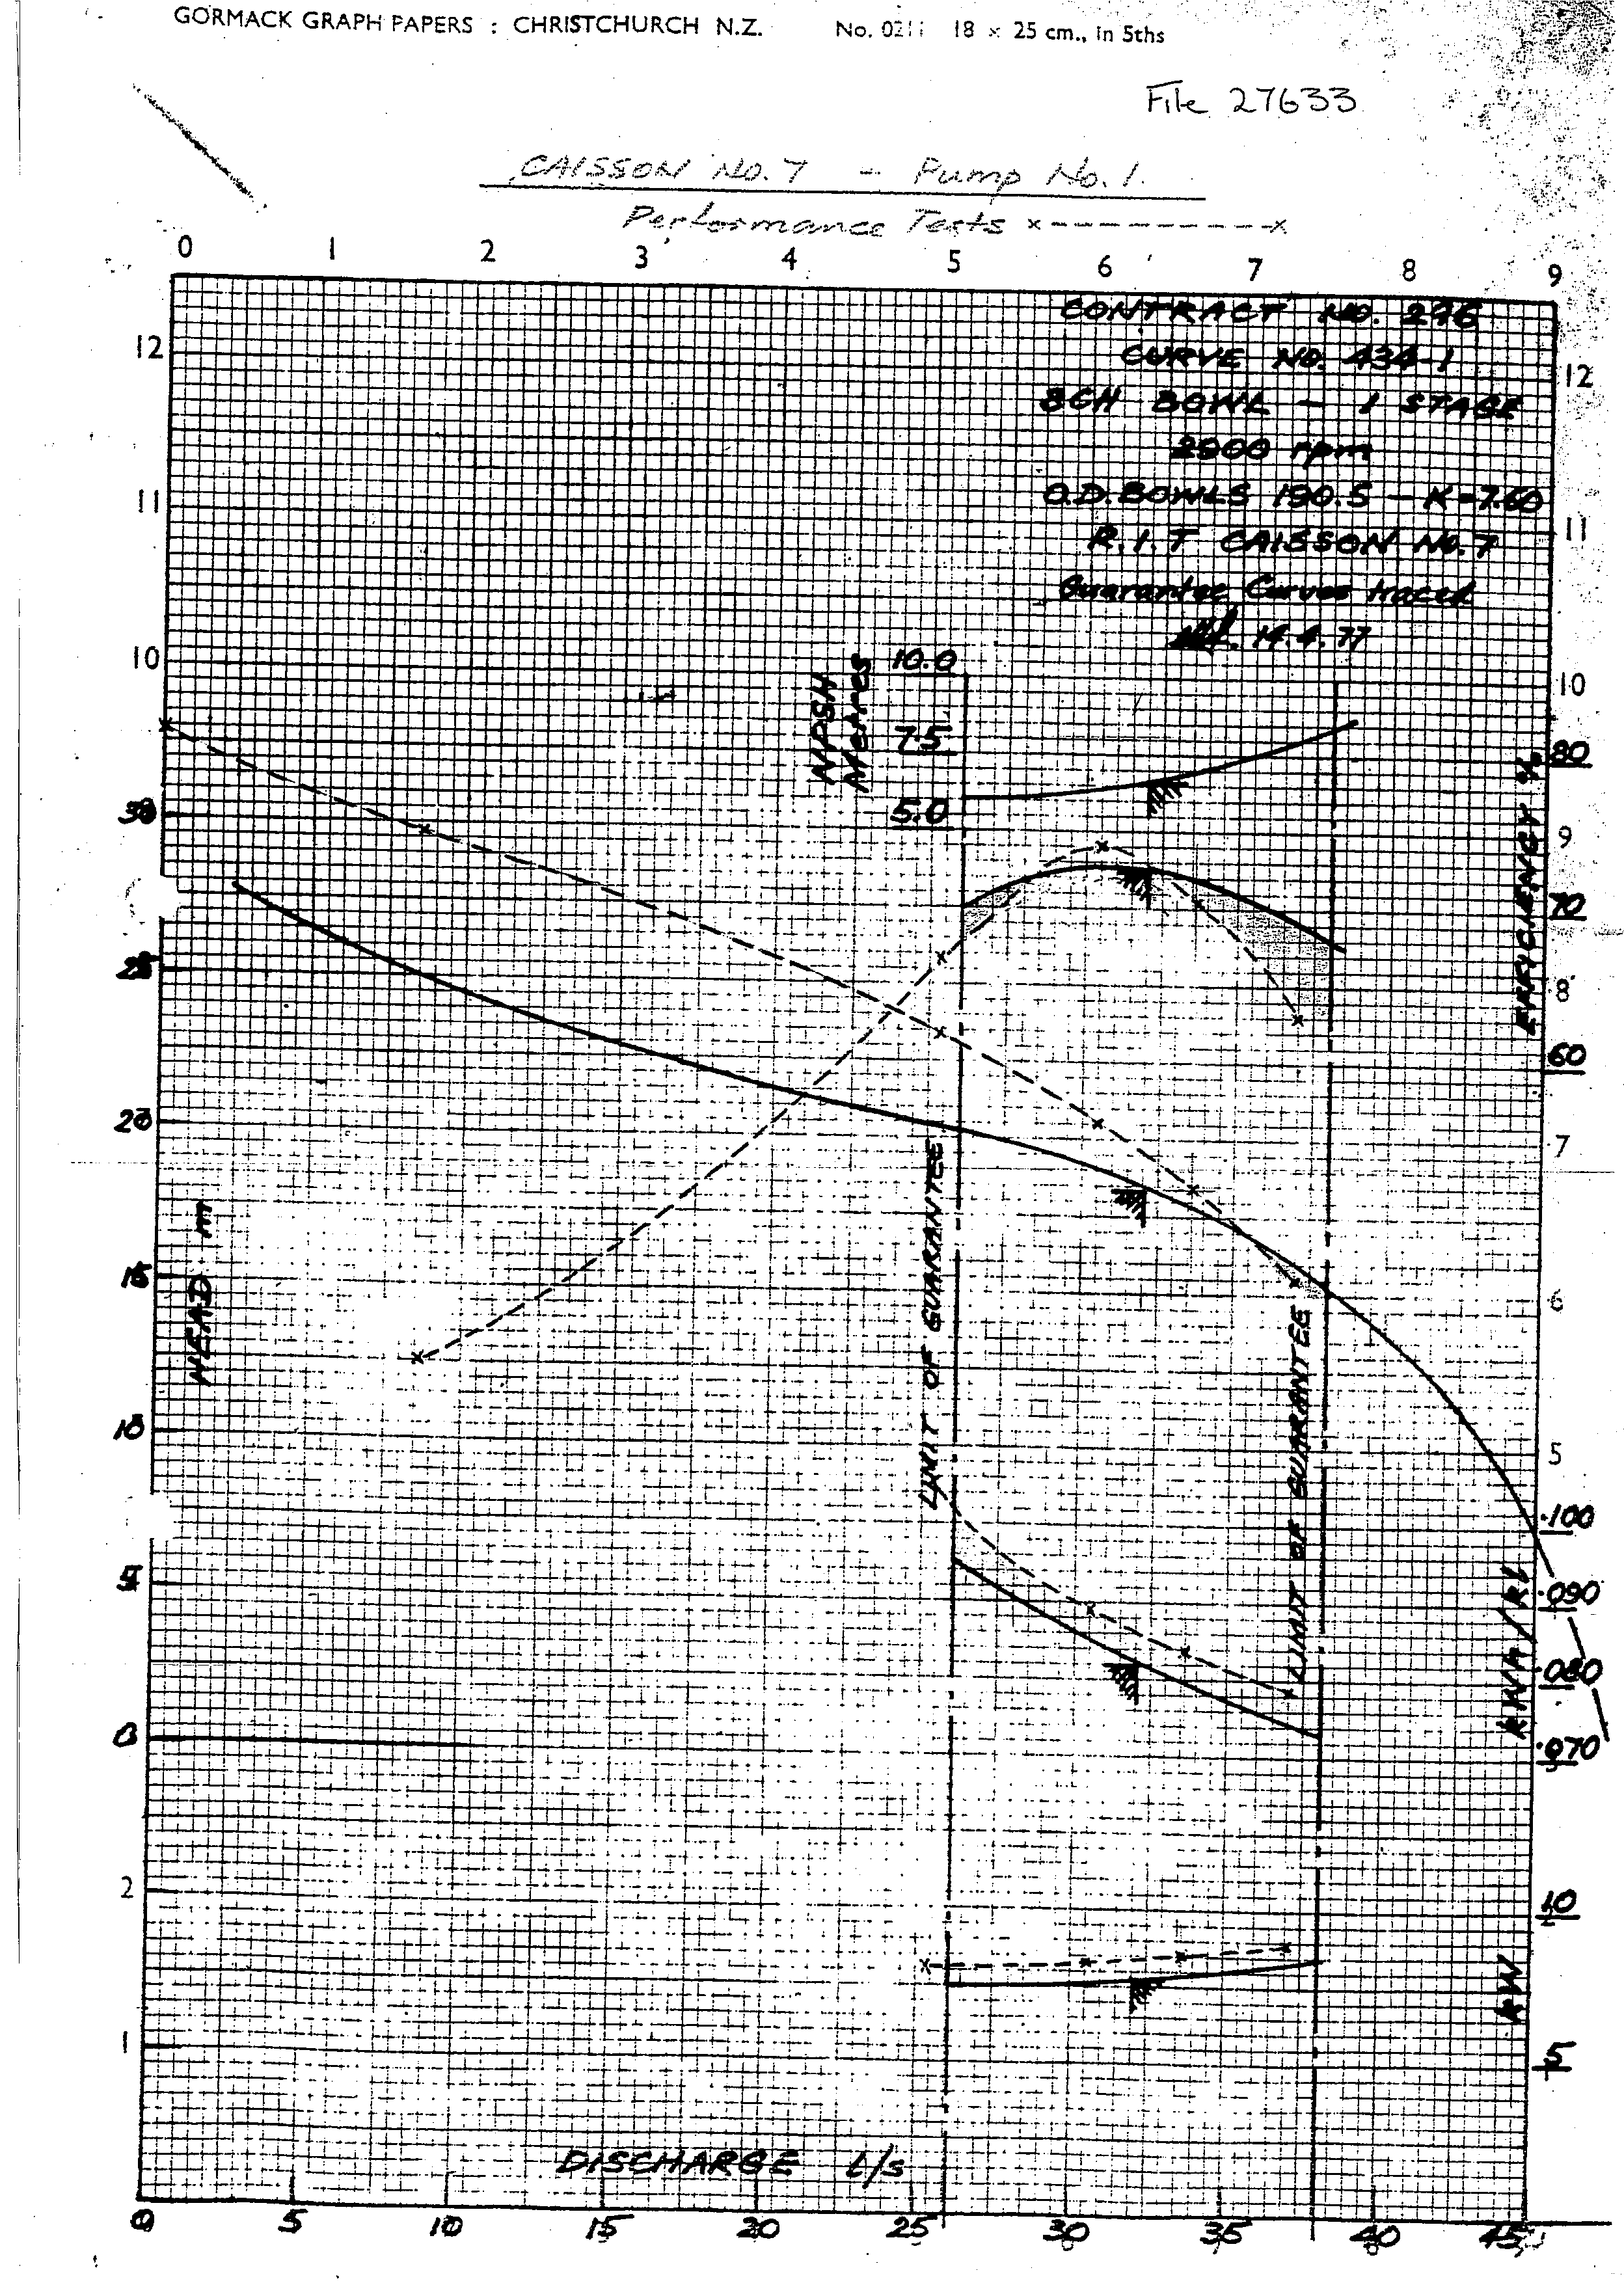 GORMACK GRAPH PAPERS : CHRISTCHURCH N.Z. No. 0211 18 × 25 cm., in 5ths
File 27633
CAISSON No. 7 - Pump No. 1.
Performance Tests x---------x
0 1 2 3 4 5 6 7 8 9
CONTRACT NO. 276
CURVE NO. 434-1
8GH BOWL - 1 STAGE
2900 rpm
O.D. BOWLS 190.5 - K=7.60
R.I.T CAISSON No. 7
Guarantee Curves traced
14.4.77
12
11
10
30
25
20
15
10
5
0
2
1
HEAD m
NPSH
Metres
10.0
7.5
5.0
12
11
10
80
9
70
8
60
7
6
5
EFFICIENCY %
LIMIT OF GUARANTEE
LIMIT OF GUARANTEE
.100
.090
.080
.070
kWh/kl
10
5
kW
DISCHARGE l/s
0 5 10 15 20 25 30 35 40 45